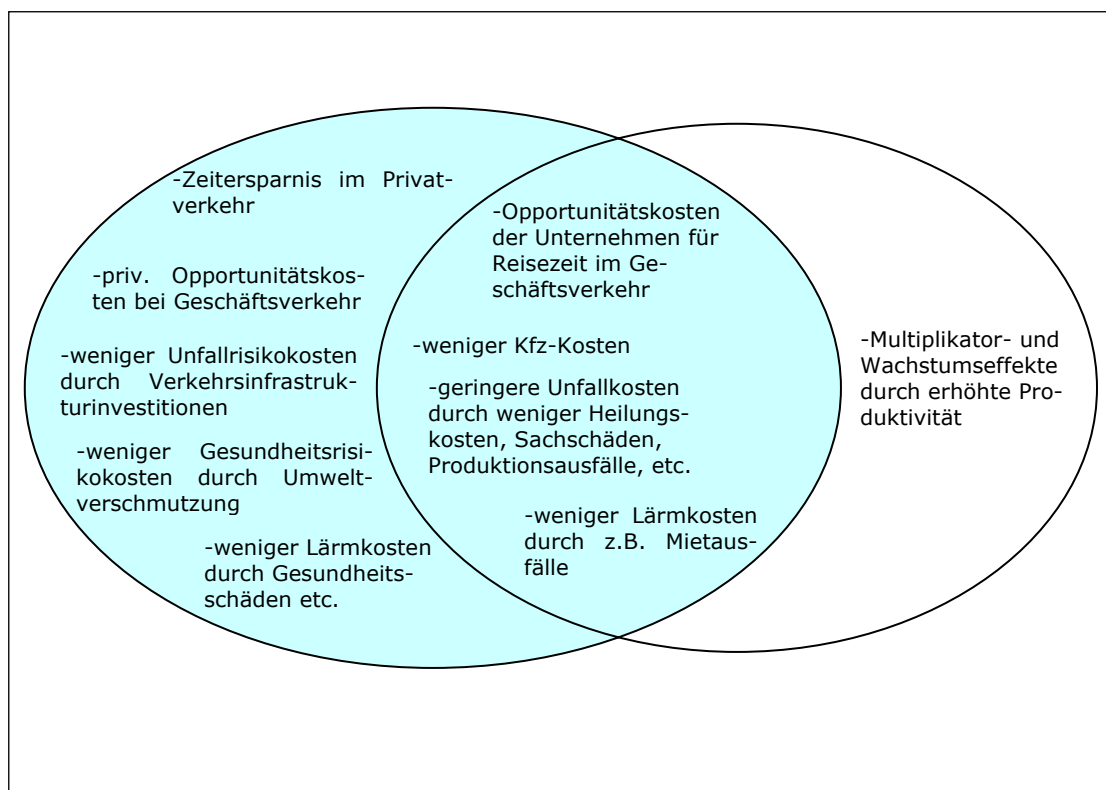 -Zeitersparnis im Privat-
verkehr
-priv. Opportunitätskos-
ten bei Geschäftsverkehr
-weniger Unfallrisikokosten
durch Verkehrsinfrastruk-
turinvestitionen
-weniger Gesundheitsrisi-
kokosten durch Umwelt-
verschmutzung
-weniger Lärmkosten
durch Gesundheits-
schäden etc.
-Opportunitätskosten
der Unternehmen für
Reisezeit im Ge-
schäftsverkehr
-weniger Kfz-Kosten
-geringere Unfallkosten
durch weniger Heilungs-
kosten, Sachschäden,
Produktionsausfälle, etc.
-weniger Lärmkosten
durch z.B. Mietaus-
fälle
-Multiplikator- und
Wachstumseffekte
durch erhöhte Pro-
duktivität